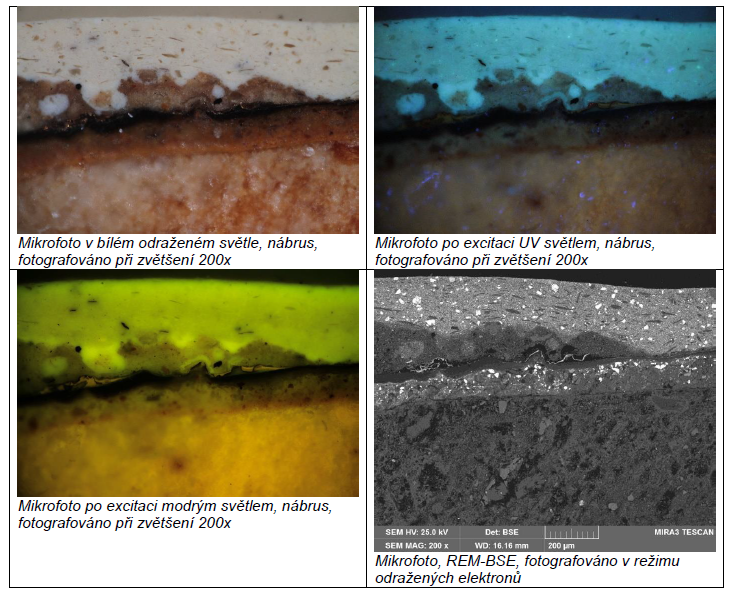 Mikrofoto v bílém odraženém světle, nábrus,
fotografováno při zvětšení 200x
Mikrofoto po excitaci UV světlem, nábrus,
fotografováno při zvětšení 200x
Mikrofoto po excitaci modrým světlem, nábrus,
fotografováno při zvětšení 200x
SEM HV: 25.0 kV Det: BSE MIRA3 TESCAN
SEM MAG: 200 x WD: 16.16 mm 200 µm
Mikrofoto, REM-BSE, fotografováno v režimu
odražených elektronů